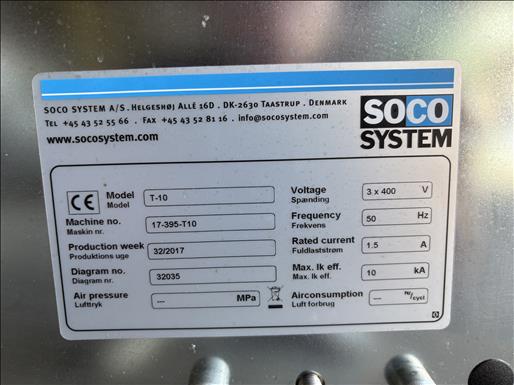 SOCO SYSTEM A/S. HELGESHØJ ALLÉ 16D . DK-2630 TAASTRUP . DENMARK
TEL +45 43 52 55 66 . FAX +45 43 52 81 16 . info@socosystem.com
www.socosystem.com
SOCO
SYSTEM
CE Model T-10
Model
Machine no. 17-395-T10
Maskin nr.
Production week 32/2017
Produktions uge
Diagram no. 32035
Diagram nr.
Air pressure --- MPa
Lufttryk
Voltage 3 x 400 V
Spænding
Frequency 50 Hz
Frekvens
Rated current 1.5 A
Fuldlaststrøm
Max. Ik eff. 10 kA
Max. Ik eff.
Airconsumption ---
Luft forbrug